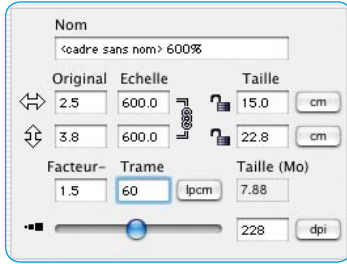 Nom
<cadre sans nom> 600%
Original Echelle Taille
2.5 600.0 15.0 cm
3.8 600.0 22.8 cm
Facteur- Trame Taille (Mo)
1.5 60 lpcm 7.88
228 dpi